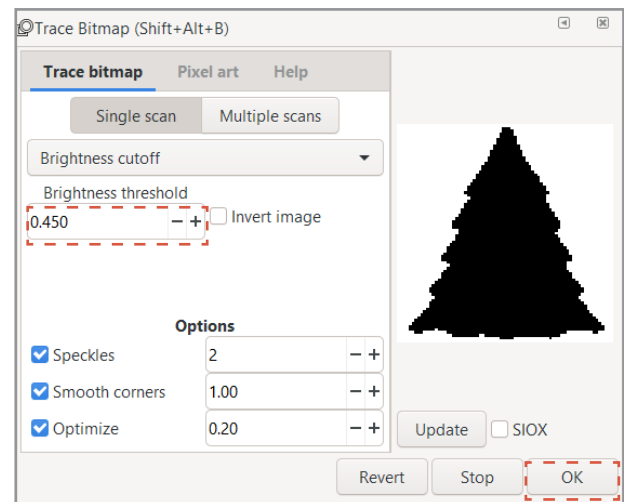 Trace Bitmap (Shift+Alt+B)
Trace bitmap Pixel art Help
Single scan Multiple scans
Brightness cutoff
Brightness threshold
0.450 − + Invert image
Options
Speckles 2 − +
Smooth corners 1.00 − +
Optimize 0.20 − +
Update SIOX
Revert Stop OK